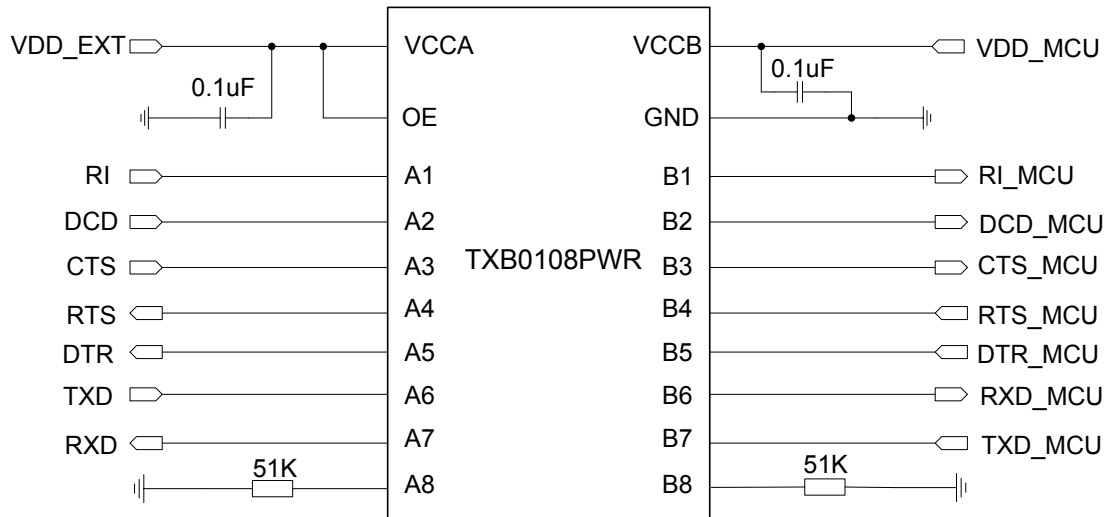 VDD_EXT VCCA VCCB VDD_MCU
0.1uF 0.1uF
OE GND
RI A1 B1 RI_MCU
DCD A2 B2 DCD_MCU
TXB0108PWR
CTS A3 B3 CTS_MCU
RTS A4 B4 RTS_MCU
DTR A5 B5 DTR_MCU
TXD A6 B6 RXD_MCU
RXD A7 B7 TXD_MCU
51K A8 B8 51K